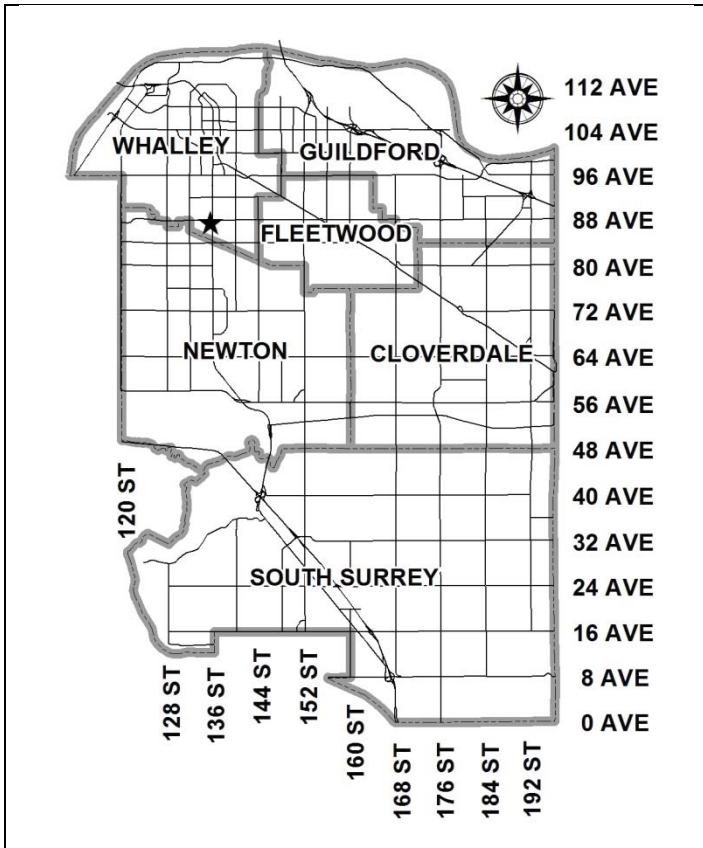 112 AVE
104 AVE
WHALLEY
GUILDFORD
96 AVE
88 AVE
FLEETWOOD
80 AVE
72 AVE
NEWTON
CLOVERDALE
64 AVE
56 AVE
48 AVE
120 ST
40 AVE
32 AVE
SOUTH SURREY
24 AVE
16 AVE
128 ST
136 ST
144 ST
152 ST
160 ST
8 AVE
0 AVE
168 ST
176 ST
184 ST
192 ST